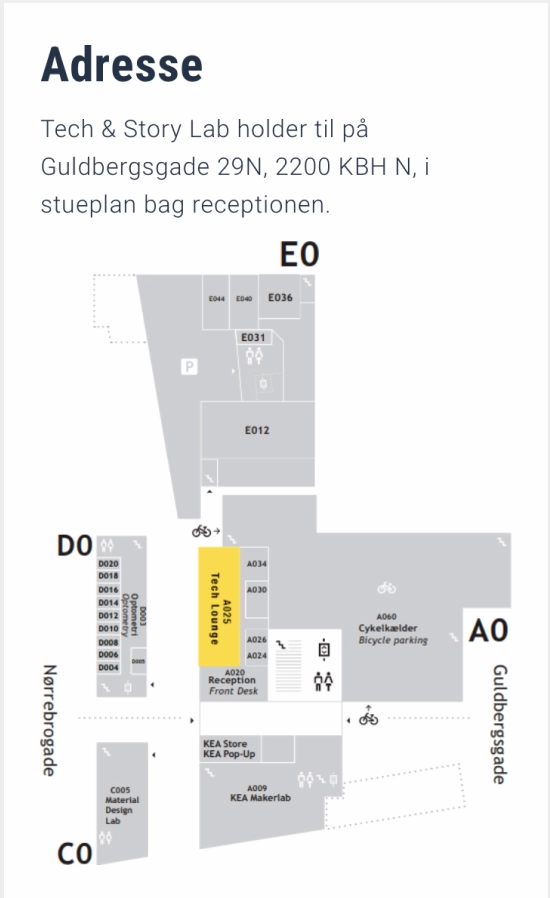 Adresse
Tech & Story Lab holder til på
Guldbergsgade 29N, 2200 KBH N, i
stueplan bag receptionen.
E0
E044
E040
E036
E031
P
E012
D0
D020
D018
D016
D014
D012
D010
D008
D006
D004
D003
Optometri
Optometry
D005
A025
Tech Lounge
A034
A030
A026
A024
A020
Reception
Front Desk
A060
Cykelkælder
Bicycle parking
A0
Nørrebrogade
Guldbergsgade
KEA Store
KEA Pop-Up
A009
KEA Makerlab
C005
Material
Design
Lab
C0